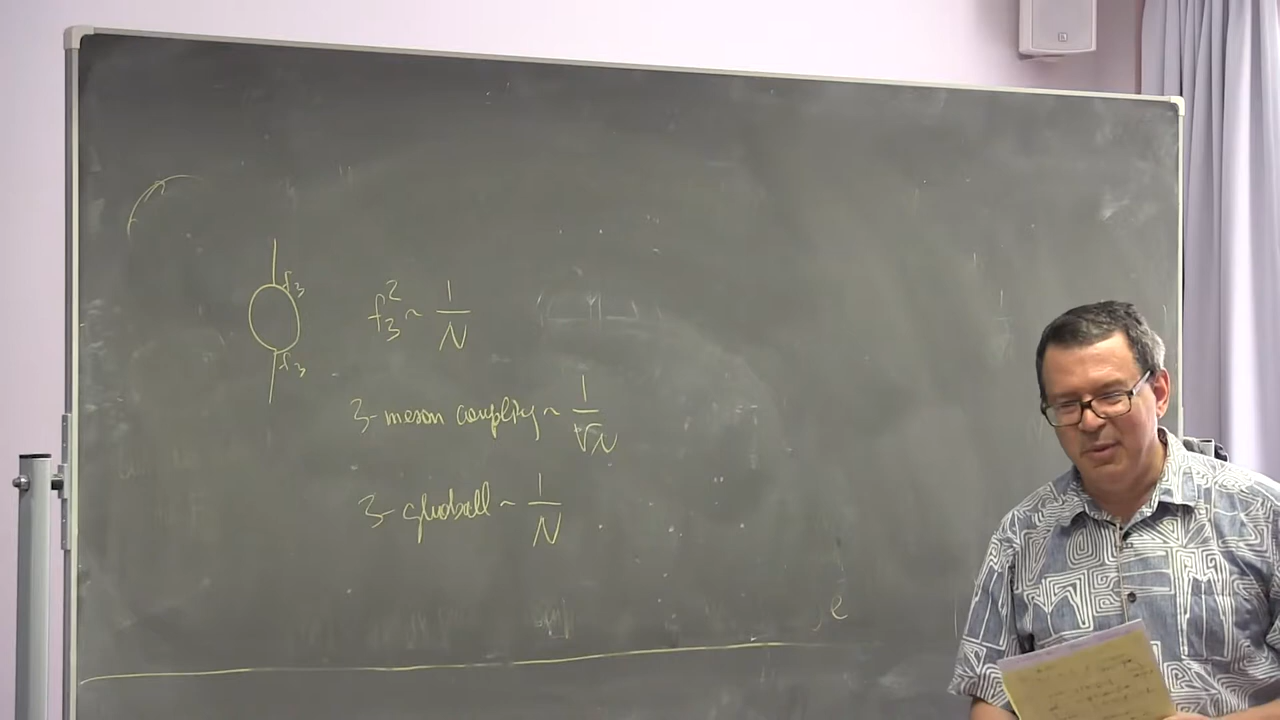 f₃
f₃² ~ 1/N
f₃
3-meson coupling ~ 1/√N
3-glueball ~ 1/N
e